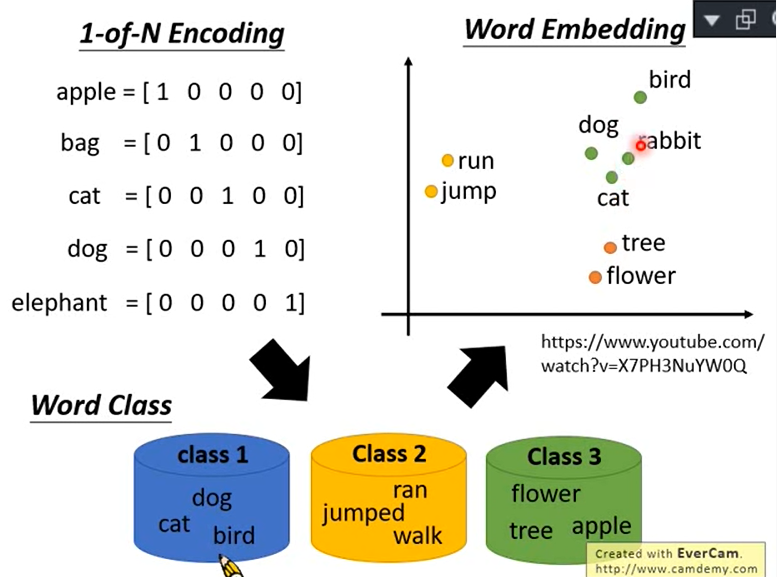 1-of-N Encoding
apple = [ 1 0 0 0 0]
bag = [ 0 1 0 0 0]
cat = [ 0 0 1 0 0]
dog = [ 0 0 0 1 0]
elephant = [ 0 0 0 0 1]
Word Embedding
bird
dog
rabbit
run
jump
cat
tree
flower
https://www.youtube.com/
watch?v=X7PH3NuYW0Q
Word Class
class 1
dog
cat
bird
Class 2
ran
jumped
walk
Class 3
flower
tree apple
Created with EverCam.
http://www.camdemy.com